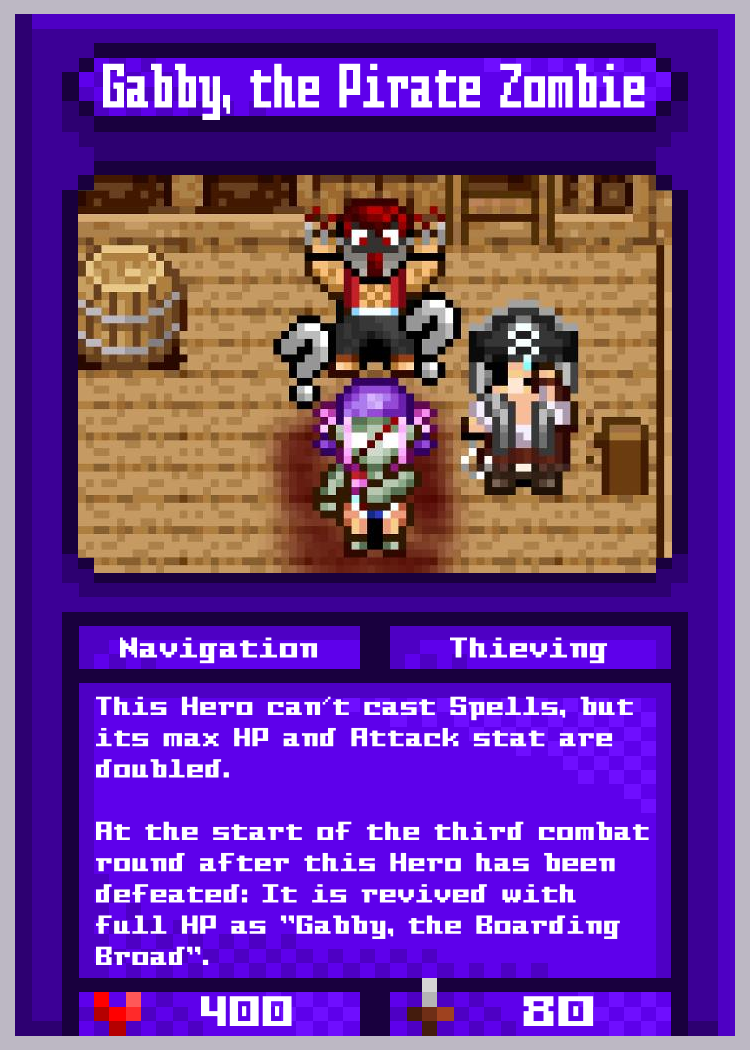 Gabby, the Pirate Zombie
? ?
Navigation
Thieving
This Hero can't cast Spells, but
its max HP and Attack stat are
doubled.
At the start of the third combat
round after this Hero has been
defeated: It is revived with
full HP as "Gabby, the Boarding
Broad".
400
80